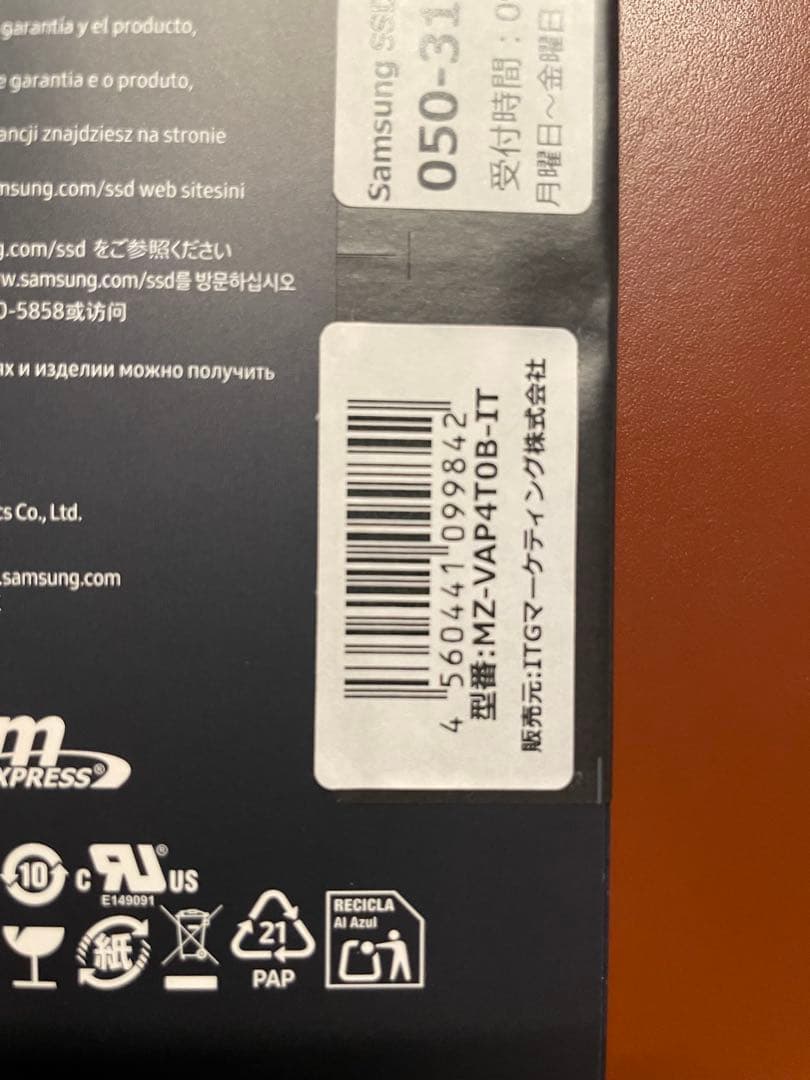 garantía y el producto,
e garantia e o produto,
ancji znajdziesz na stronie
msung.com/ssd web sitesini
g.com/ssd をご参照ください
w.samsung.com/ssd를 방문하십시오
0-5858或访问
ях и изделии можно получить
s Co., Ltd.
.samsung.com
m
XPRESS®
10
c RU® US
E149091
紙
21
PAP
RECICLA
Al Azul
Samsung SSD
050-31
受付時間：0
月曜日～金曜日
4 560441 099842
型番:MZ-VAP4T0B-IT
販売元:ITGマーケティング株式会社